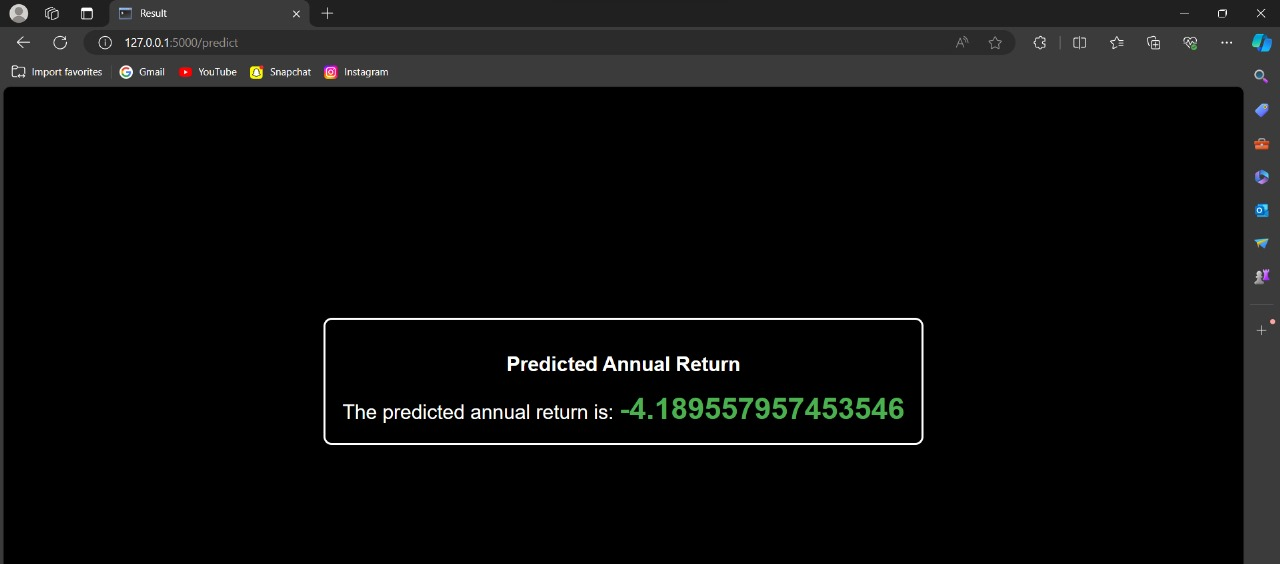 Result
127.0.0.1:5000/predict
Import favorites Gmail YouTube Snapchat Instagram
Predicted Annual Return
The predicted annual return is: -4.189557957453546